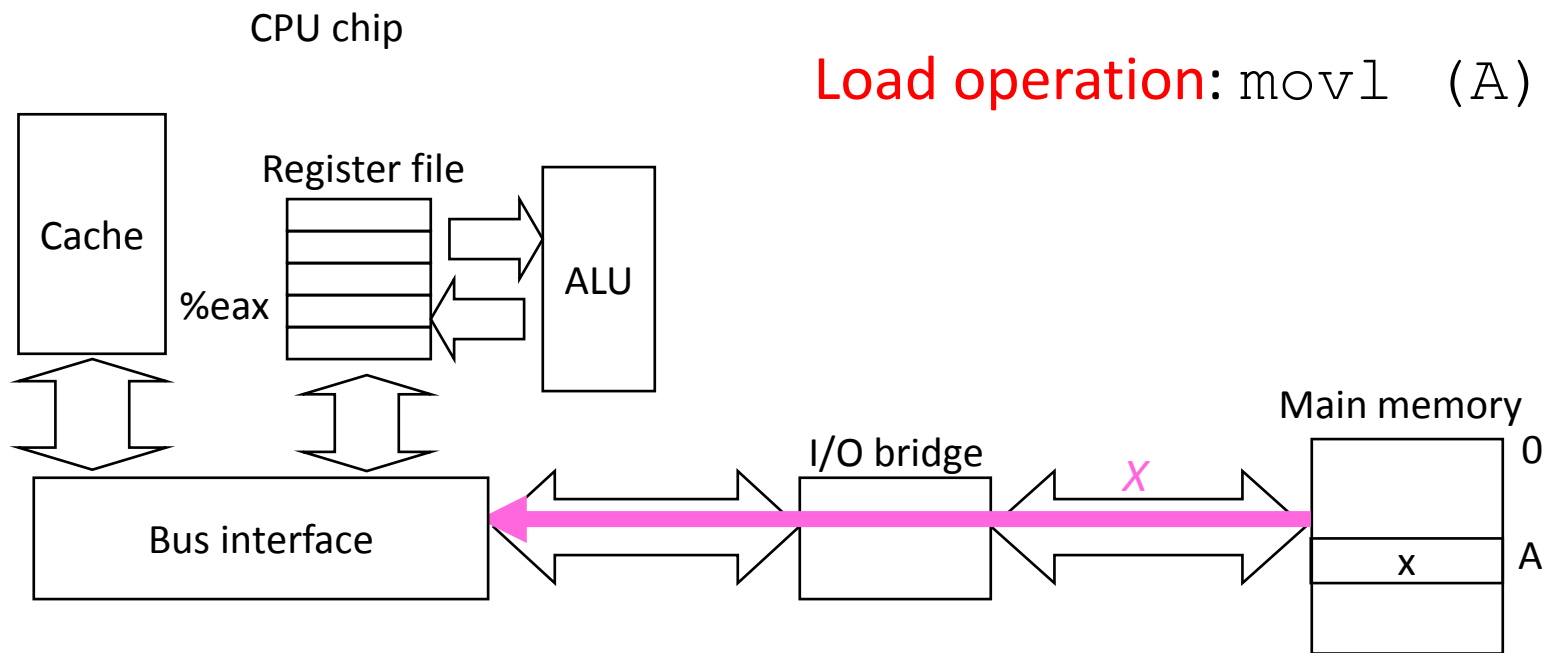 CPU chip
Load operation: movl (A)
Register file
Cache
%eax
ALU
Main memory
I/O bridge
X
0
Bus interface
x
A